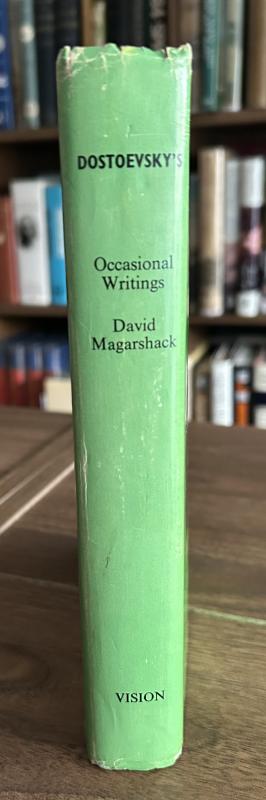 DOSTOEVSKY'S
Occasional
Writings
David
Magarshack
VISION